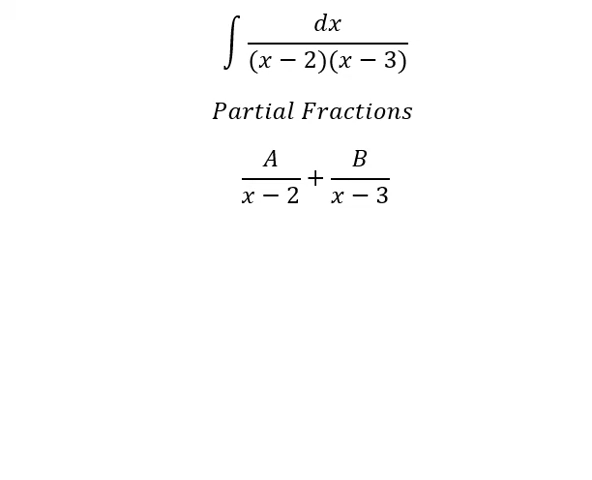 ∫ dx / (x − 2)(x − 3)
Partial Fractions
A / x − 2 + B / x − 3